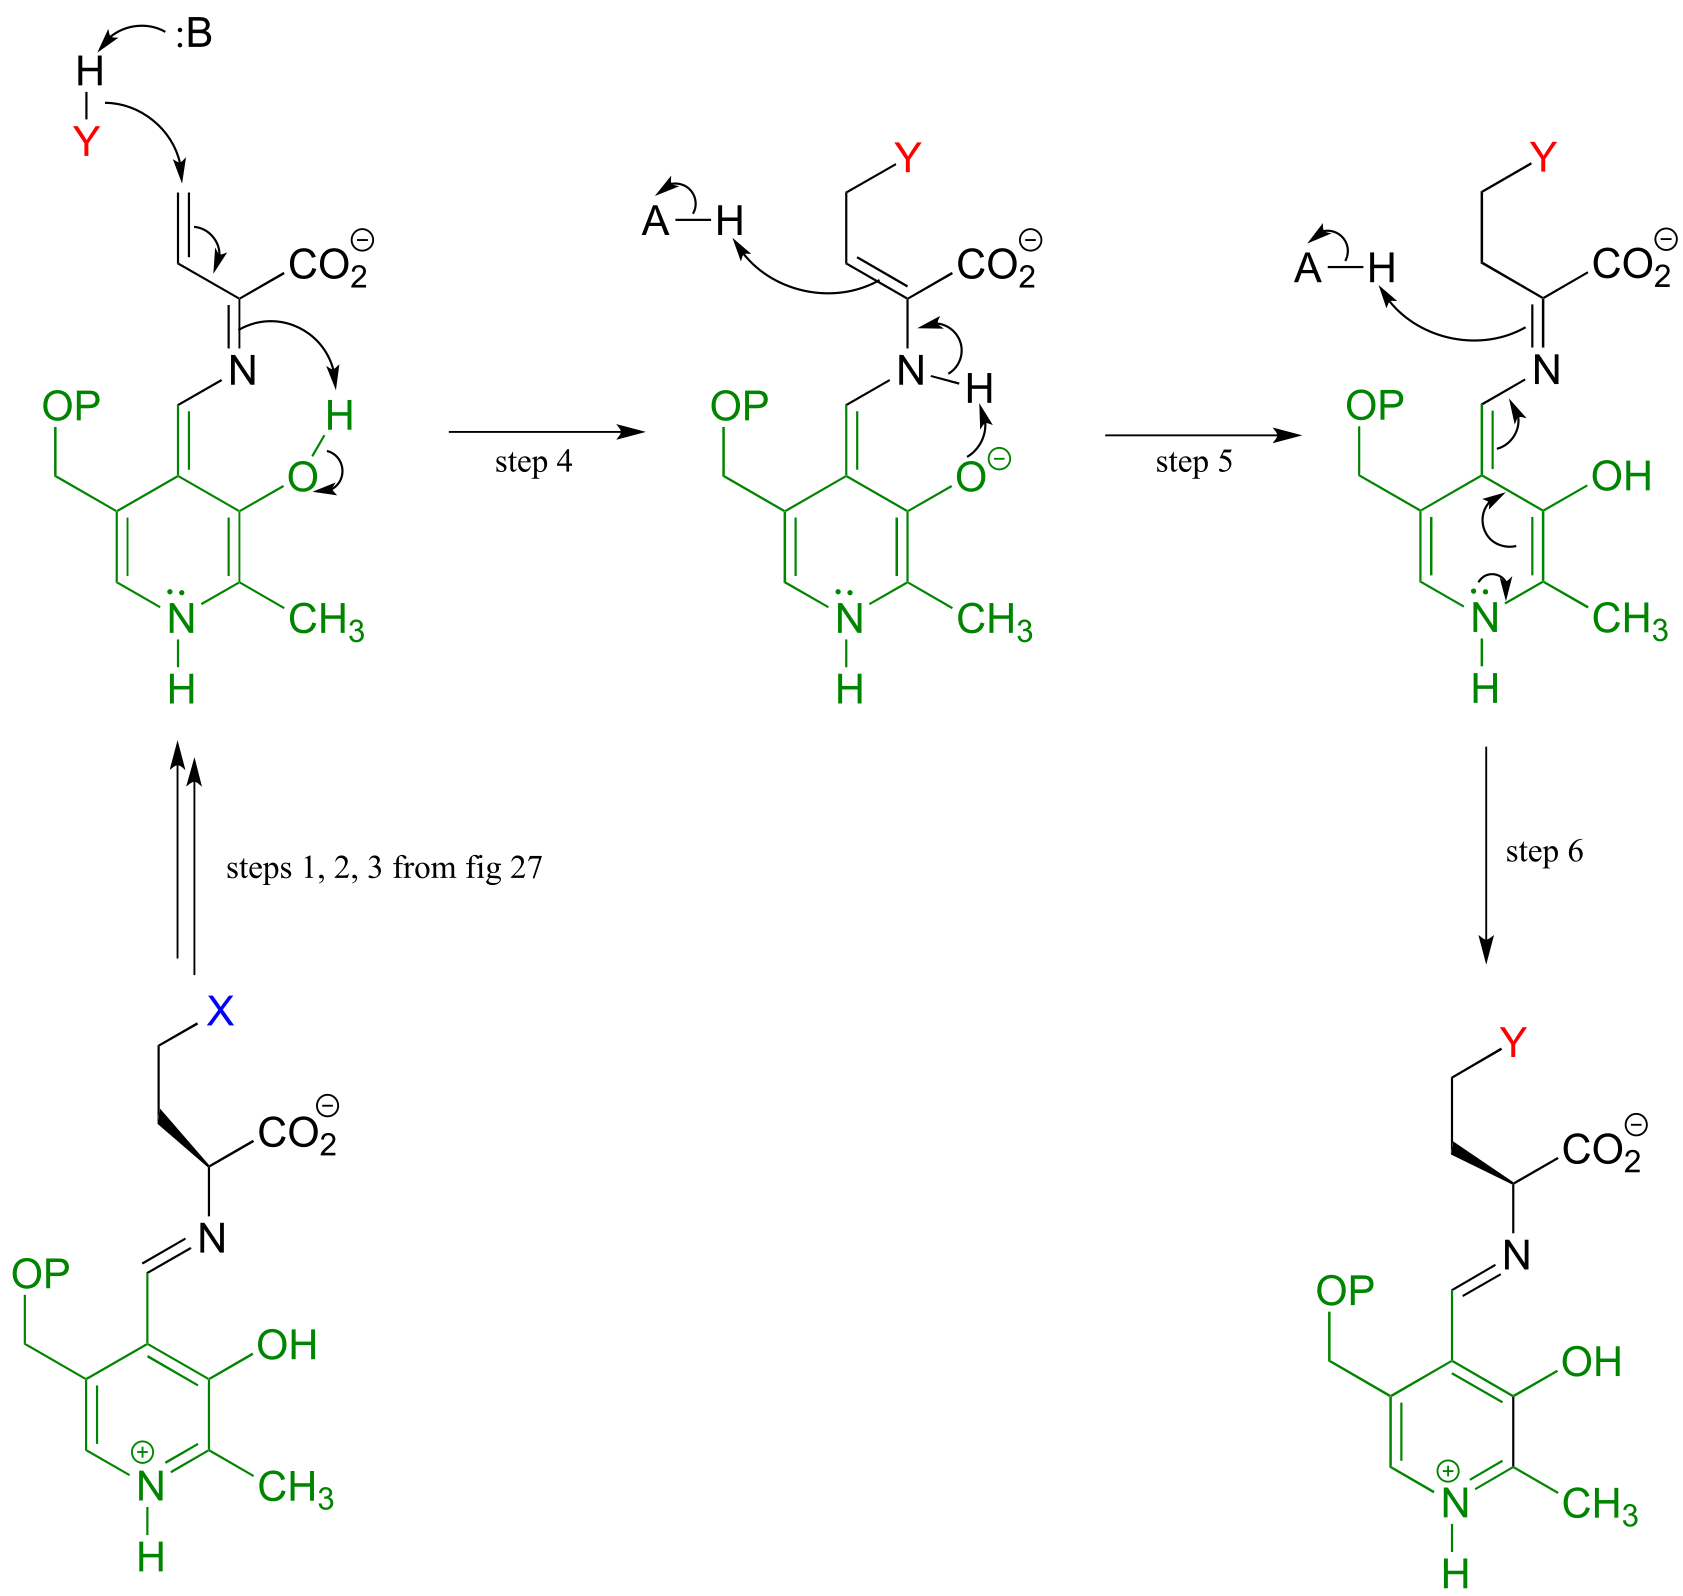 :B
H
Y
CO2⊖
N
H
O
OP
N
H
CH3
step 4
Y
A—H
CO2⊖
N
H
O⊖
OP
N
H
CH3
step 5
Y
A—H
CO2⊖
N
OP
OH
N
H
CH3
steps 1, 2, 3 from fig 27
step 6
X
CO2⊖
N
OP
OH
⊕
N
H
CH3
Y
CO2⊖
N
OP
OH
⊕
N
H
CH3